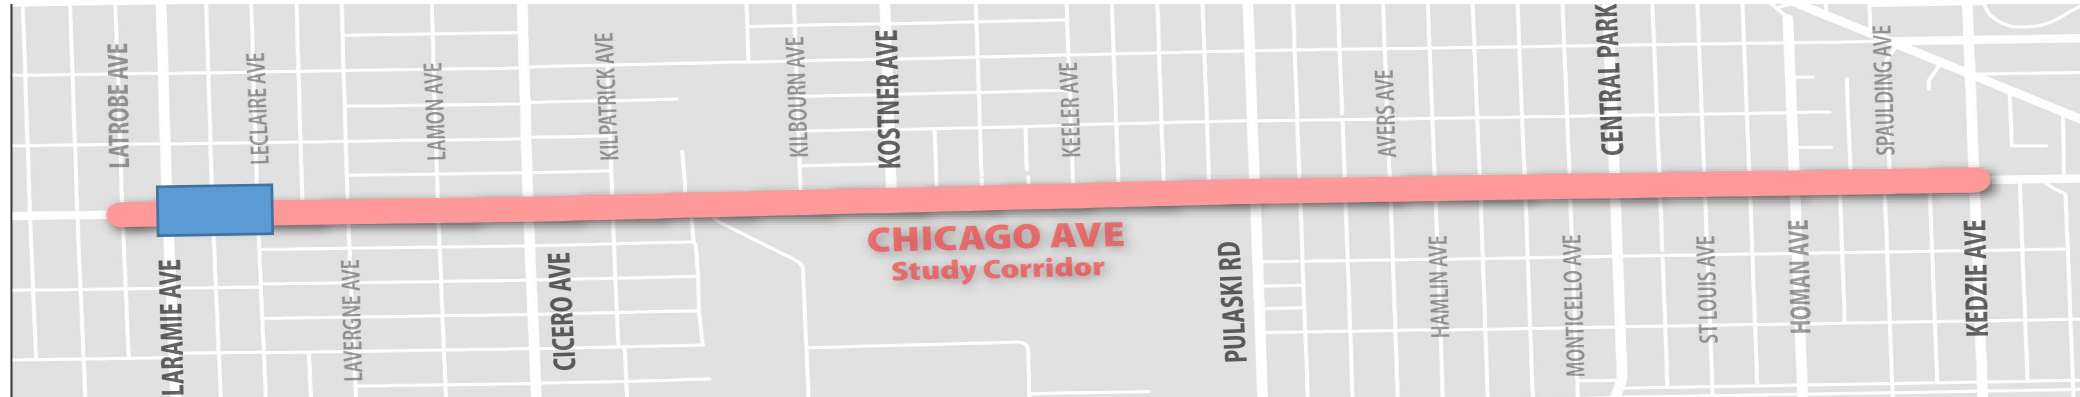 LATROBE AVE
LARAMIE AVE
LECLAIRE AVE
LAVERGNE AVE
LAMON AVE
CICERO AVE
KILPATRICK AVE
KILBOURN AVE
KOSTNER AVE
CHICAGO AVE
Study Corridor
KEELER AVE
PULASKI RD
AVERS AVE
HAMLIN AVE
MONTICELLO AVE
CENTRAL PARK
ST LOUIS AVE
HOMAN AVE
SPAULDING AVE
KEDZIE AVE